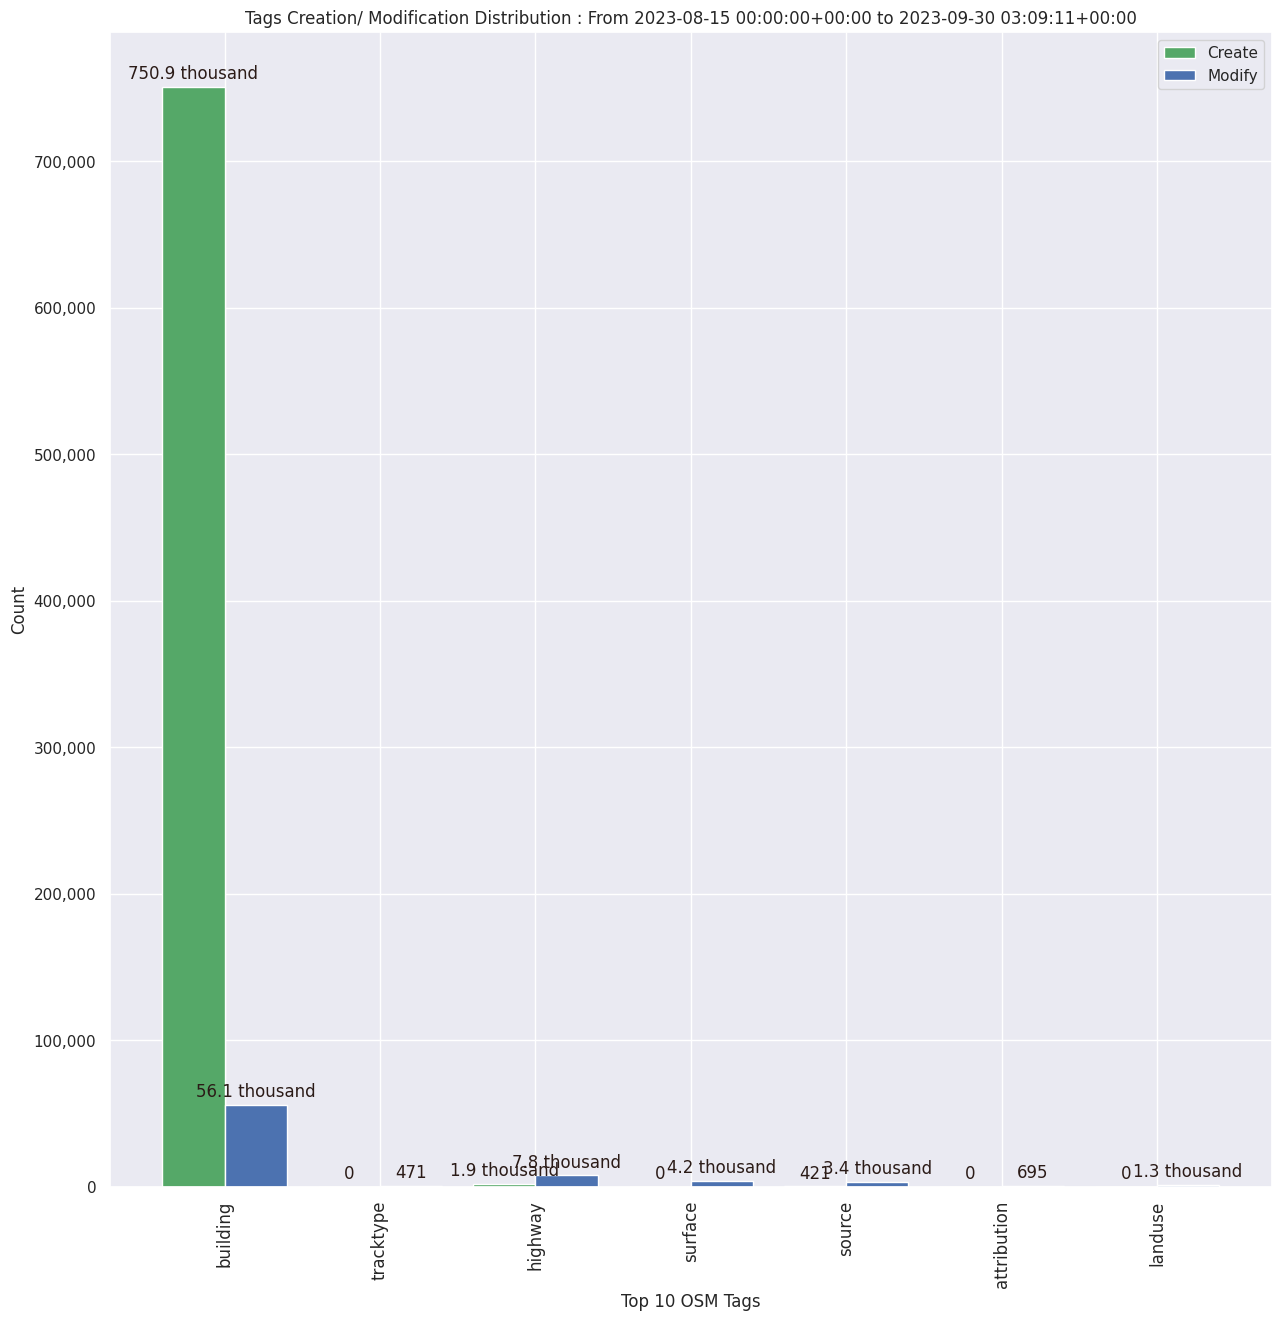 Tags Creation/ Modification Distribution : From 2023-08-15 00:00:00+00:00 to 2023-09-30 03:09:11+00:00
Create
Modify
750.9 thousand
700,000
600,000
500,000
400,000
300,000
200,000
100,000
0
Count
56.1 thousand
0
471
1.9 thousand
7.8 thousand
0
4.2 thousand
421
3.4 thousand
0
695
0
1.3 thousand
building
tracktype
highway
surface
source
attribution
landuse
Top 10 OSM Tags